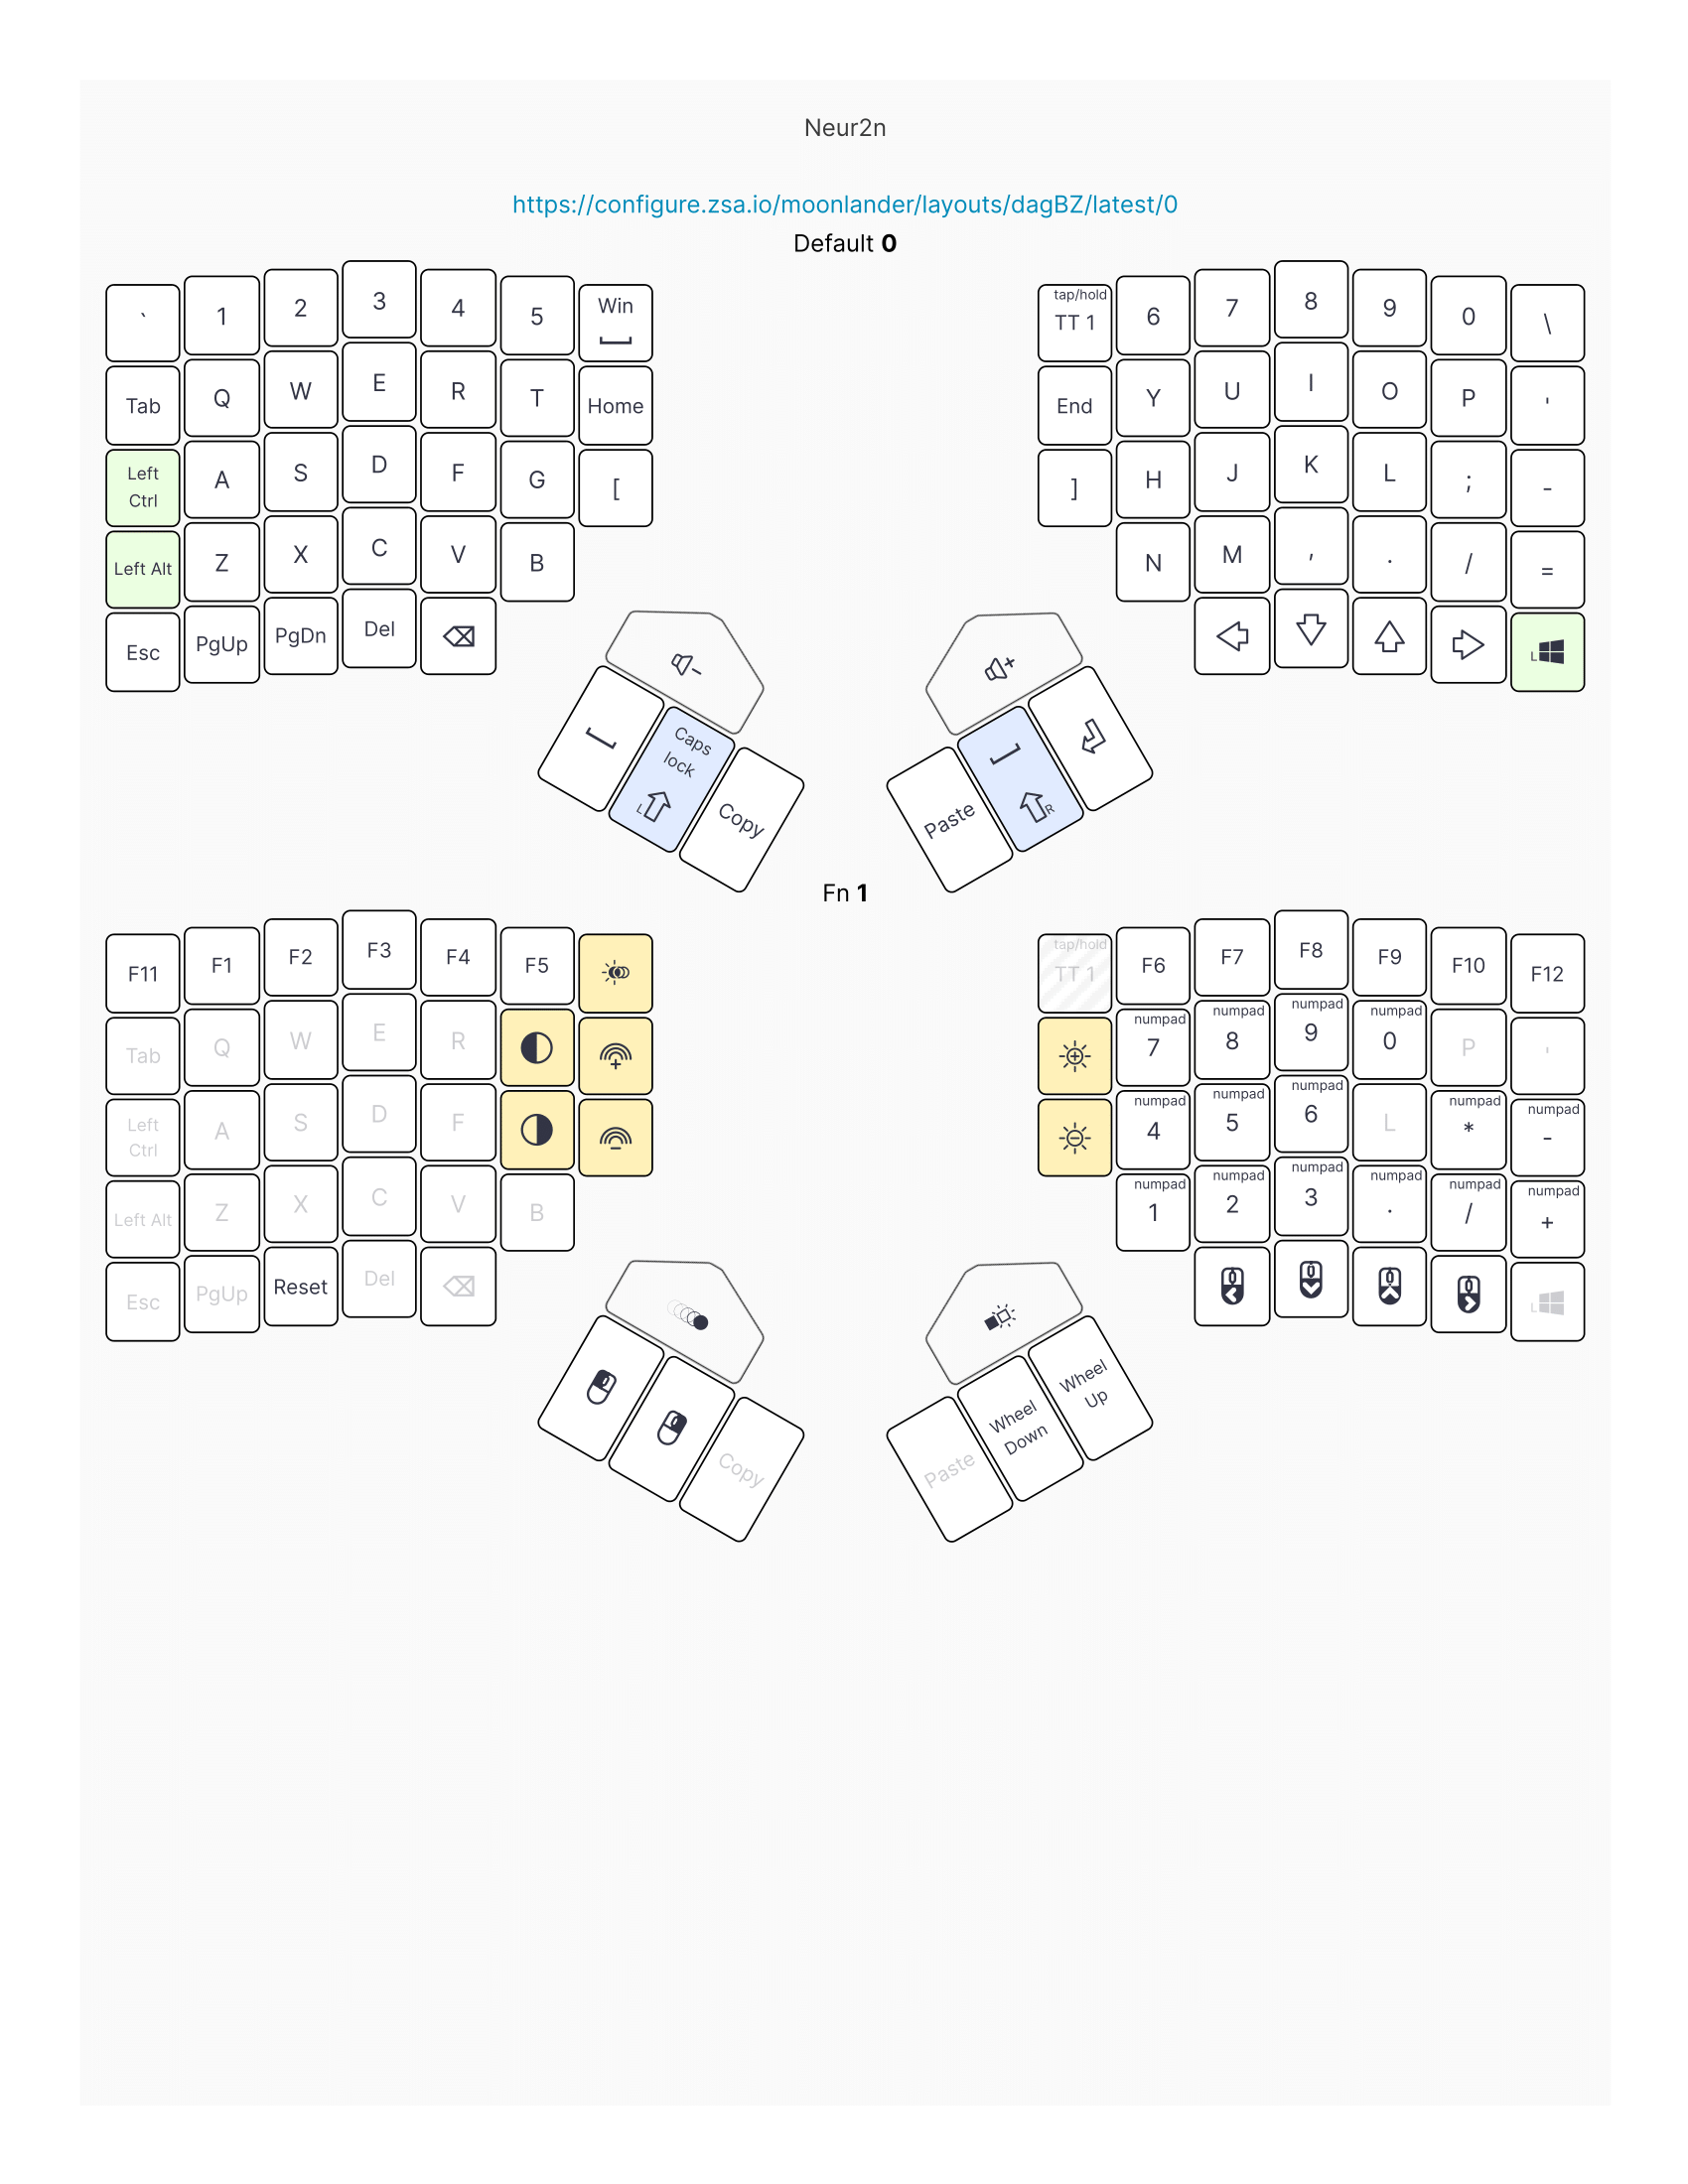 Neur2n
https://configure.zsa.io/moonlander/layouts/dagBZ/latest/0
Default 0
` 1 2 3 4 5 Win tap/hold TT 1 6 7 8 9 0 \
Tab Q W E R T Home End Y U I O P '
Left Ctrl A S D F G [ ] H J K L ; -
Left Alt Z X C V B N M , . / =
Esc PgUp PgDn Del L
Caps lock L Copy Paste R
Fn 1
F11 F1 F2 F3 F4 F5 tap/hold TT 1 F6 F7 F8 F9 F10 F12
Tab Q W E R numpad 7 numpad 8 numpad 9 numpad 0 P '
Left Ctrl A S D F numpad 4 numpad 5 numpad 6 L numpad * numpad -
Left Alt Z X C V B numpad 1 numpad 2 numpad 3 numpad . numpad / numpad +
Esc PgUp Reset Del L
Copy Paste Wheel Down Wheel Up